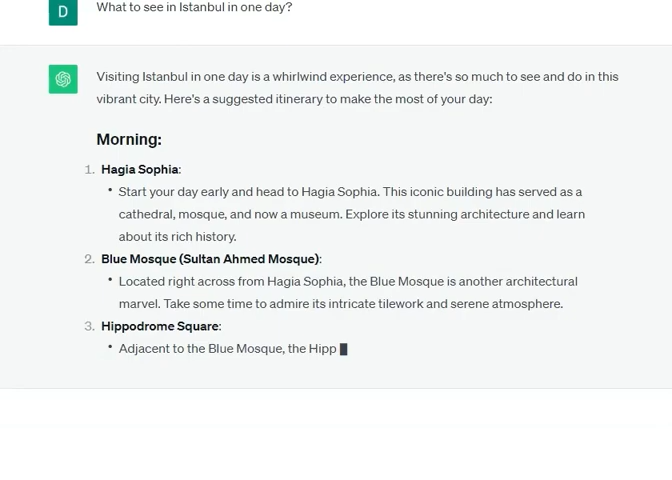 D What to see in Istanbul in one day?
Visiting Istanbul in one day is a whirlwind experience, as there's so much to see and do in this
vibrant city. Here's a suggested itinerary to make the most of your day:
Morning:
1. Hagia Sophia:
• Start your day early and head to Hagia Sophia. This iconic building has served as a
cathedral, mosque, and now a museum. Explore its stunning architecture and learn
about its rich history.
2. Blue Mosque (Sultan Ahmed Mosque):
• Located right across from Hagia Sophia, the Blue Mosque is another architectural
marvel. Take some time to admire its intricate tilework and serene atmosphere.
3. Hippodrome Square:
• Adjacent to the Blue Mosque, the Hipp